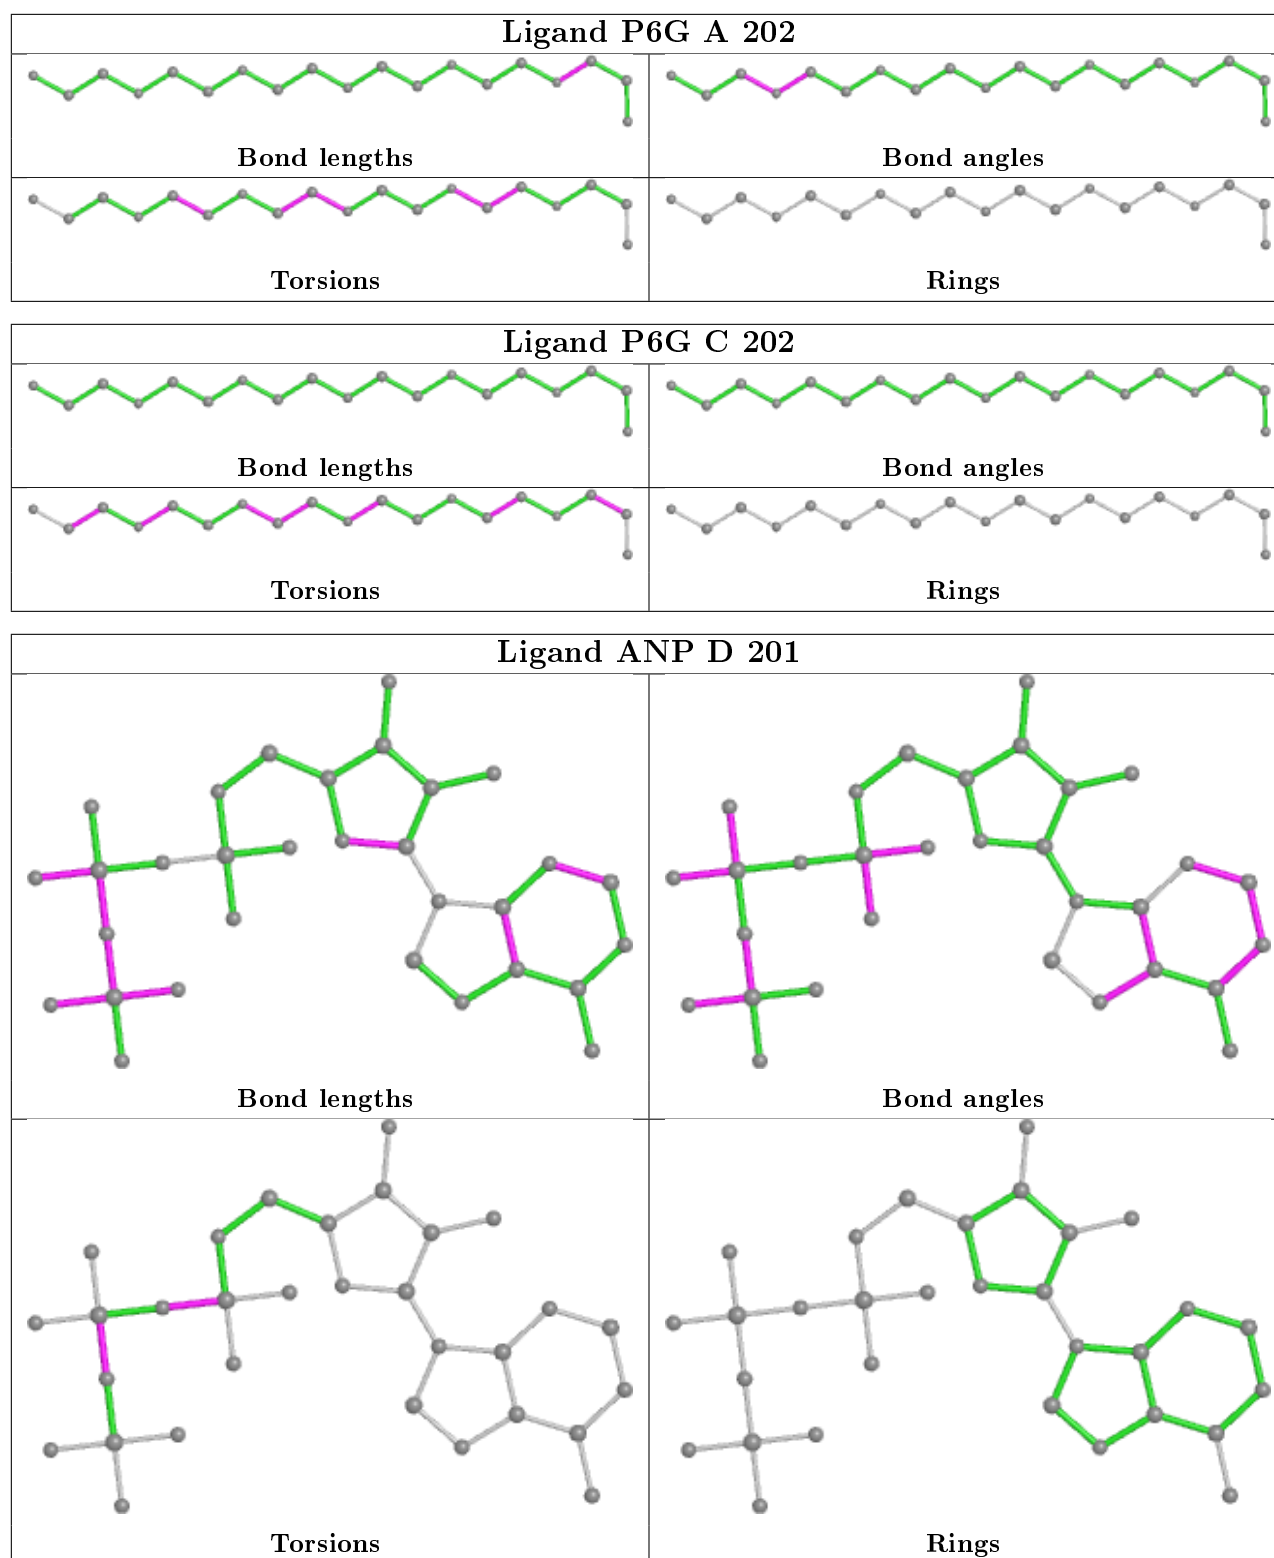 Ligand P6G A 202
Bond lengths
Bond angles
Torsions
Rings
Ligand P6G C 202
Bond lengths
Bond angles
Torsions
Rings
Ligand ANP D 201
Bond lengths
Bond angles
Torsions
Rings